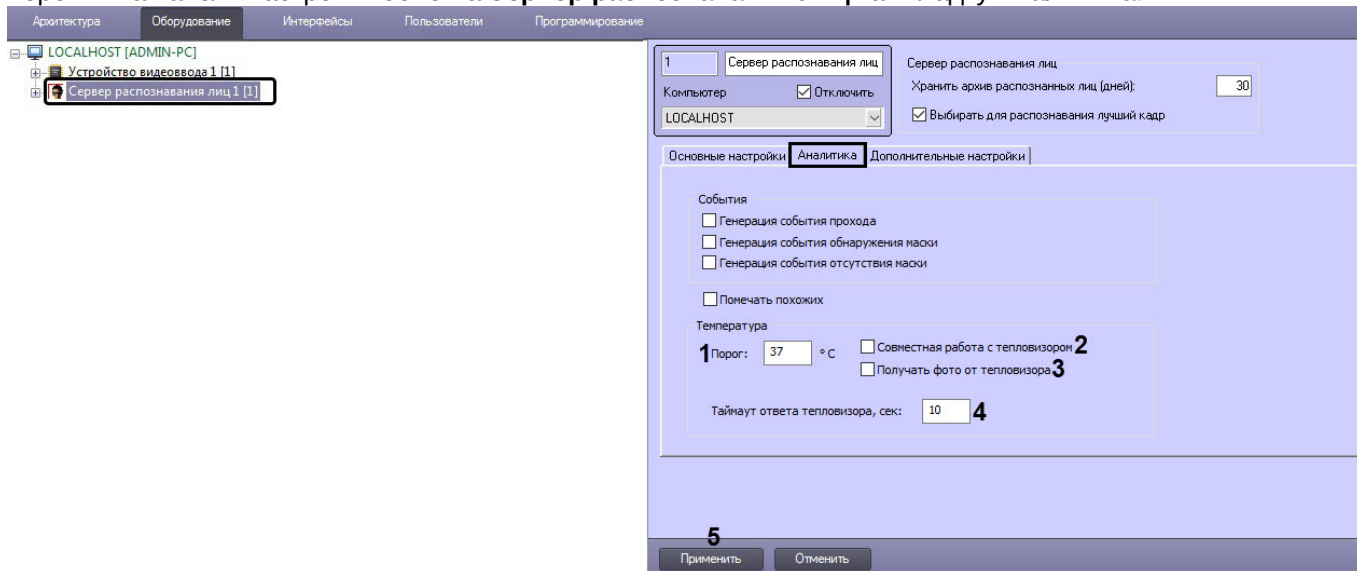 Архитектура Оборудование Интерфейсы Пользователи Программирование
LOCALHOST [ADMIN-PC]
Устройство видеоввода 1 [1]
Сервер распознавания лиц 1 [1]
1 Сервер распознавания лиц
Компьютер Отключить
LOCALHOST
Сервер распознавания лиц
Хранить архив распознанных лиц (дней): 30
Выбирать для распознавания лучший кадр
Основные настройки Аналитика Дополнительные настройки
События
Генерация события прохода
Генерация события обнаружения маски
Генерация события отсутствия маски
Помечать похожих
Температура
1 Порог: 37 °C Совместная работа с тепловизором 2
Получать фото от тепловизора 3
Таймаут ответа тепловизора, сек: 10 4
5
Применить Отменить